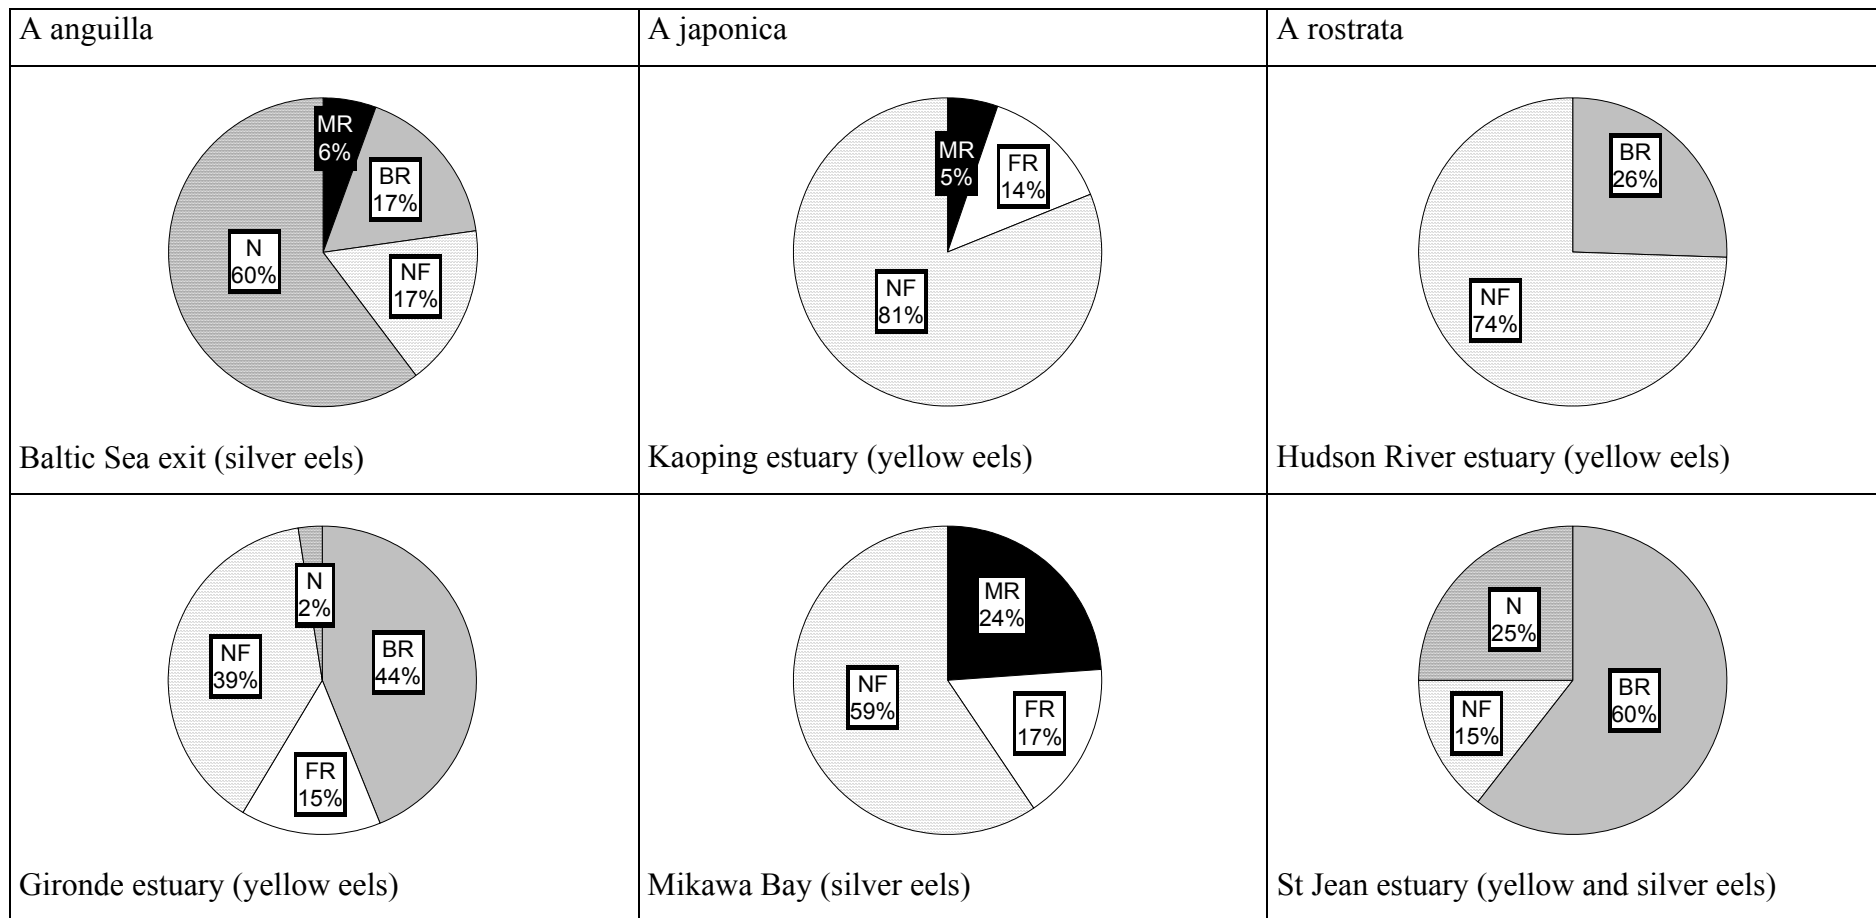 A anguilla
A japonica
A rostrata
MR
6%
BR
17%
NF
17%
N
60%
Baltic Sea exit (silver eels)
MR
5%
FR
14%
NF
81%
Kaoping estuary (yellow eels)
BR
26%
NF
74%
Hudson River estuary (yellow eels)
N
2%
BR
44%
NF
39%
FR
15%
Gironde estuary (yellow eels)
MR
24%
NF
59%
FR
17%
Mikawa Bay (silver eels)
N
25%
BR
60%
NF
15%
St Jean estuary (yellow and silver eels)